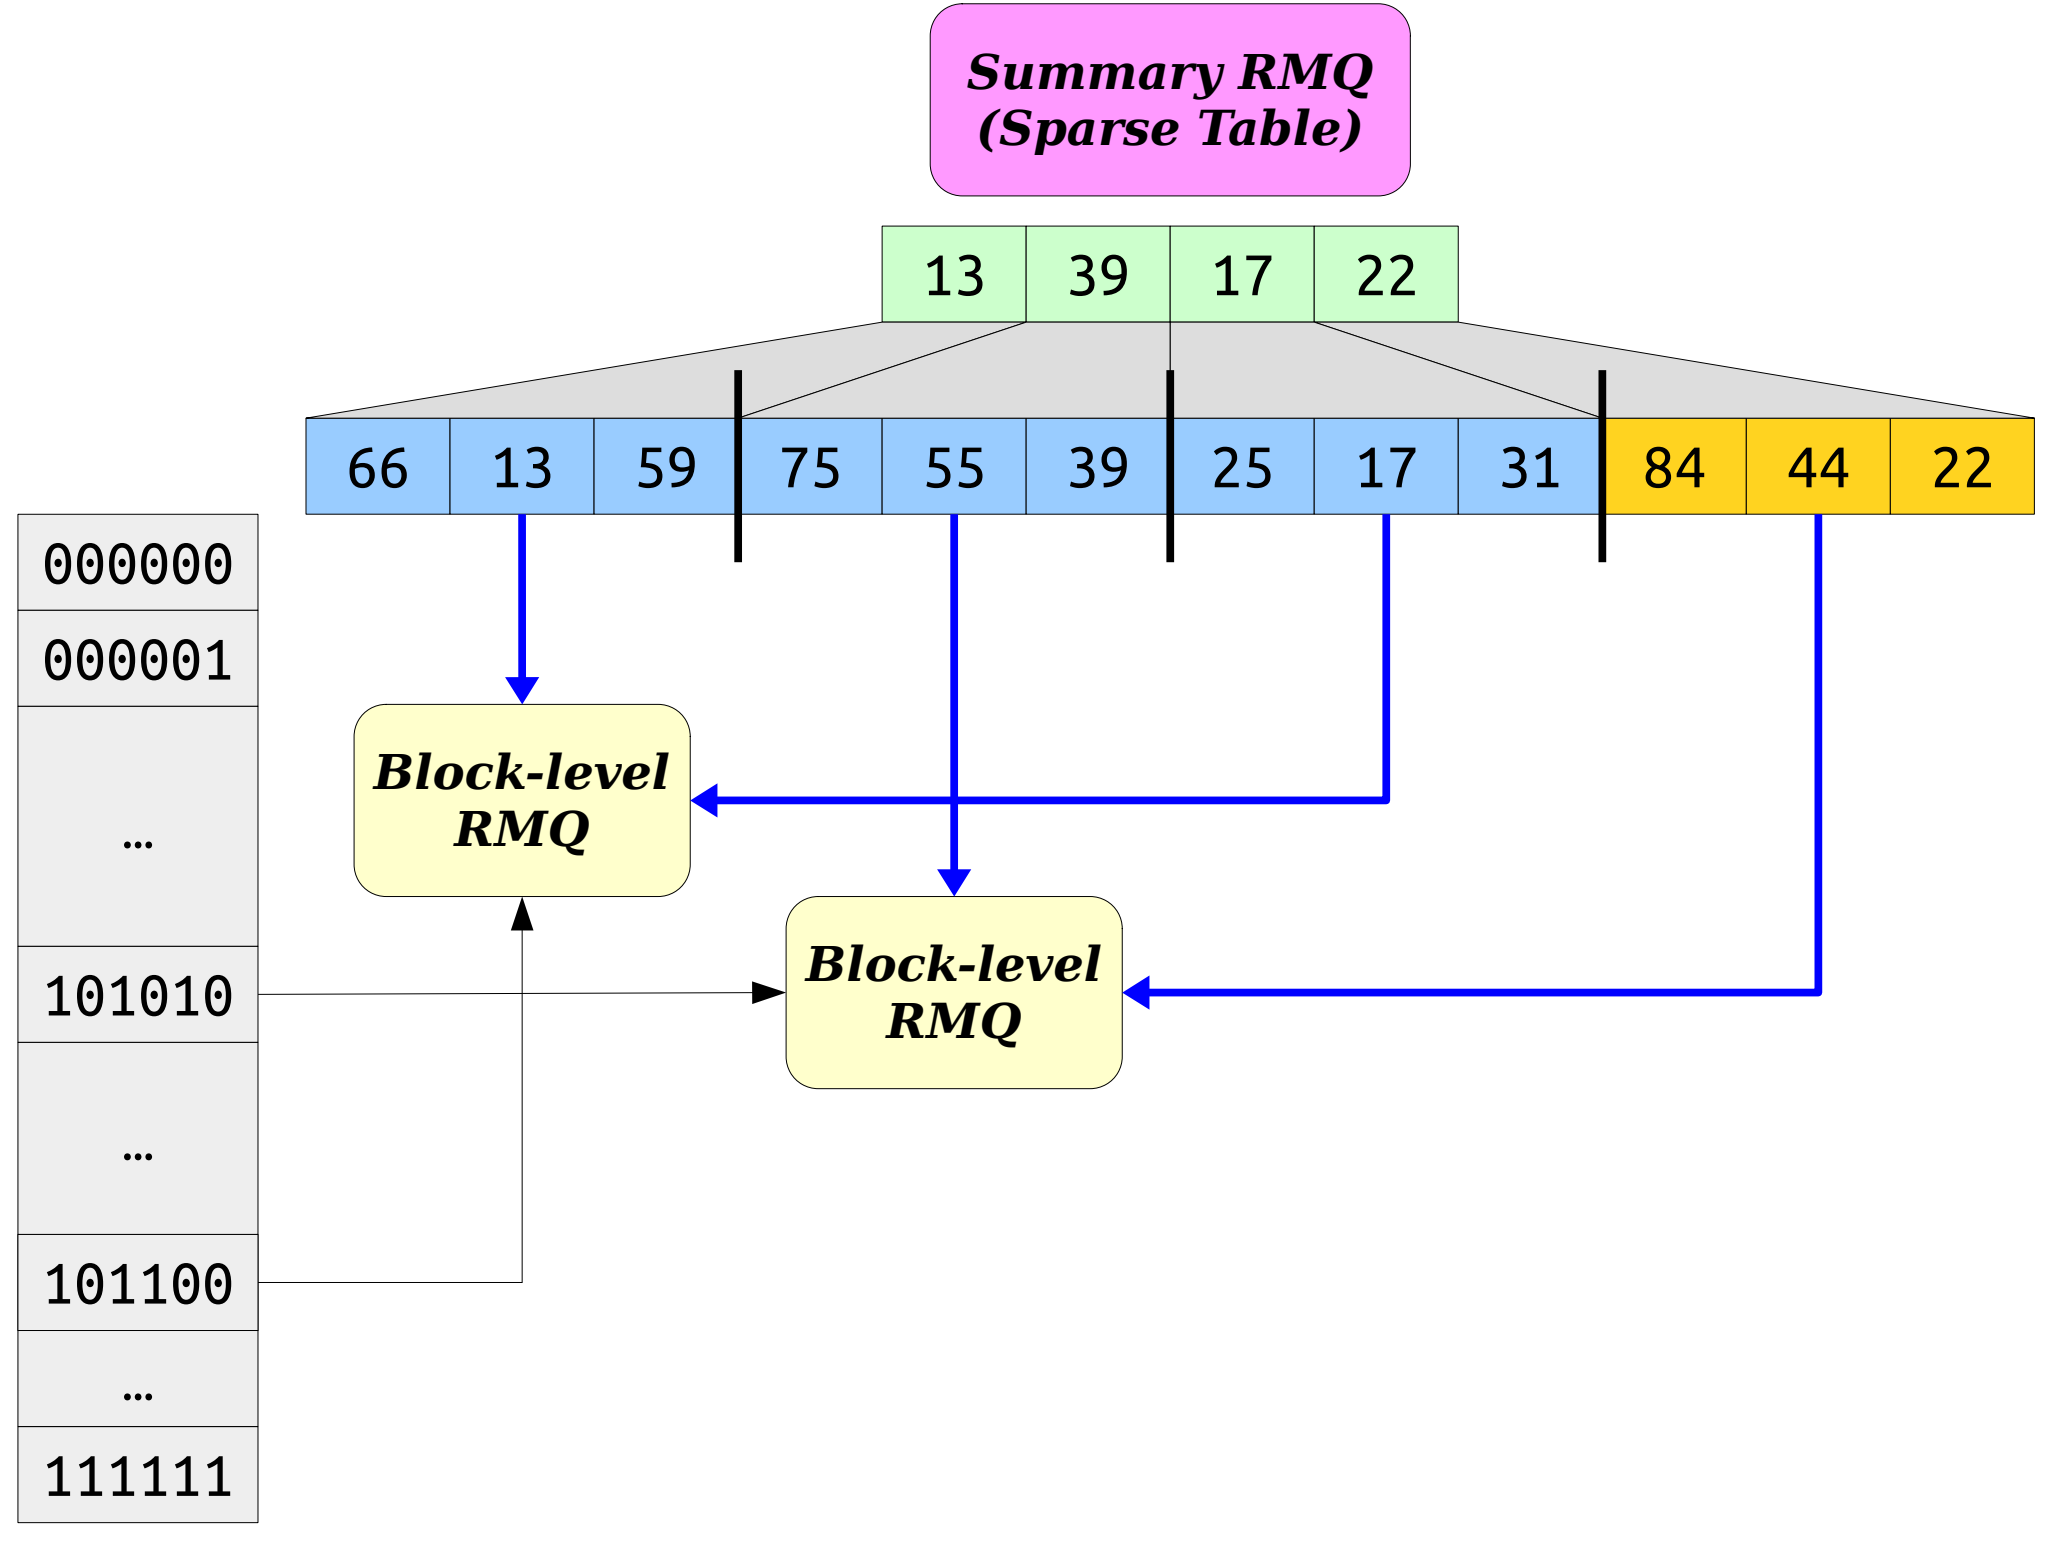 Summary RMQ
(Sparse Table)
13 39 17 22
66 13 59 75 55 39 25 17 31 84 44 22
000000
000001
…
101010
…
101100
…
111111
Block-level
RMQ
Block-level
RMQ